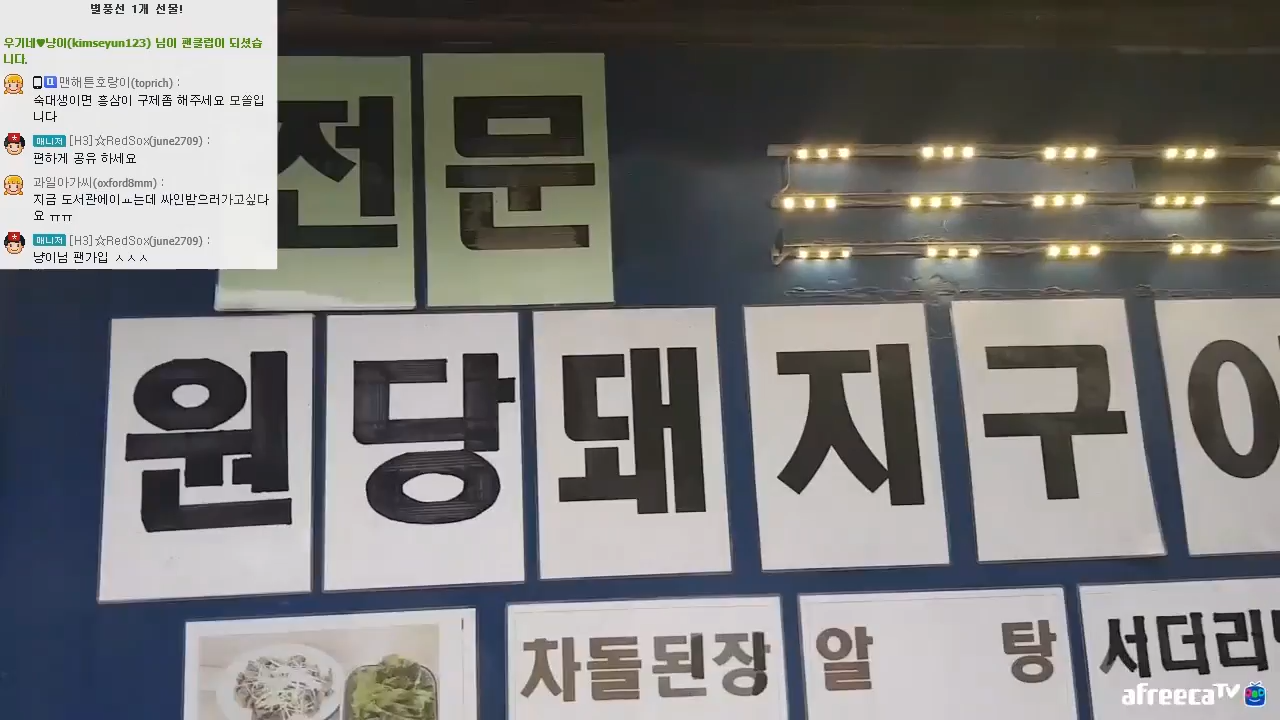 별풍선 1개 선물!
우거네♥냥이(kimseyun123) 님이 팬클럽이 되셨습
니다.
맨해튼호랑이(toprich) :
숙대생이면 홍삼이 구제좀 해주세요 모쏠입
니다
매니저 [H3]☆RedSox(june2709) :
편하게 공유 하세요
과일아가씨(oxford8mm) :
지금 도서관에이ㅛ는데 싸인받으러가고싶다
요 ㅠㅠ
매니저 [H3]☆RedSox(june2709) :
냥이님 팬가입 ㅅㅅㅅ
전문
원당돼지구이
차돌된장
알 탕
서더리
afreecaTV